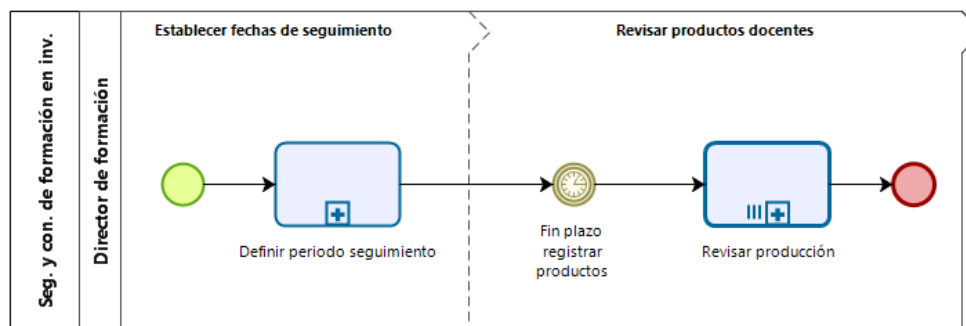 Seg. y con. de formación en inv.
Director de formación
Establecer fechas de seguimiento
Revisar productos docentes
Definir periodo seguimiento
Fin plazo
registrar
productos
Revisar producción